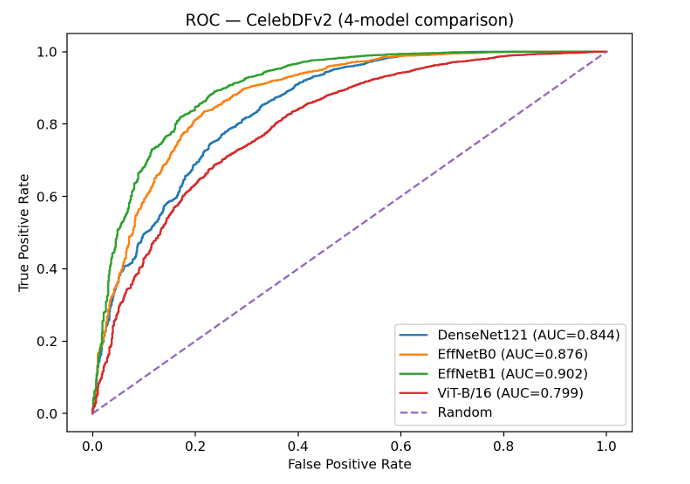 ROC — CelebDFv2 (4-model comparison)
1.0
0.8
0.6
0.4
0.2
0.0
True Positive Rate
0.0 0.2 0.4 0.6 0.8 1.0
False Positive Rate
DenseNet121 (AUC=0.844)
EffNetB0 (AUC=0.876)
EffNetB1 (AUC=0.902)
ViT-B/16 (AUC=0.799)
Random